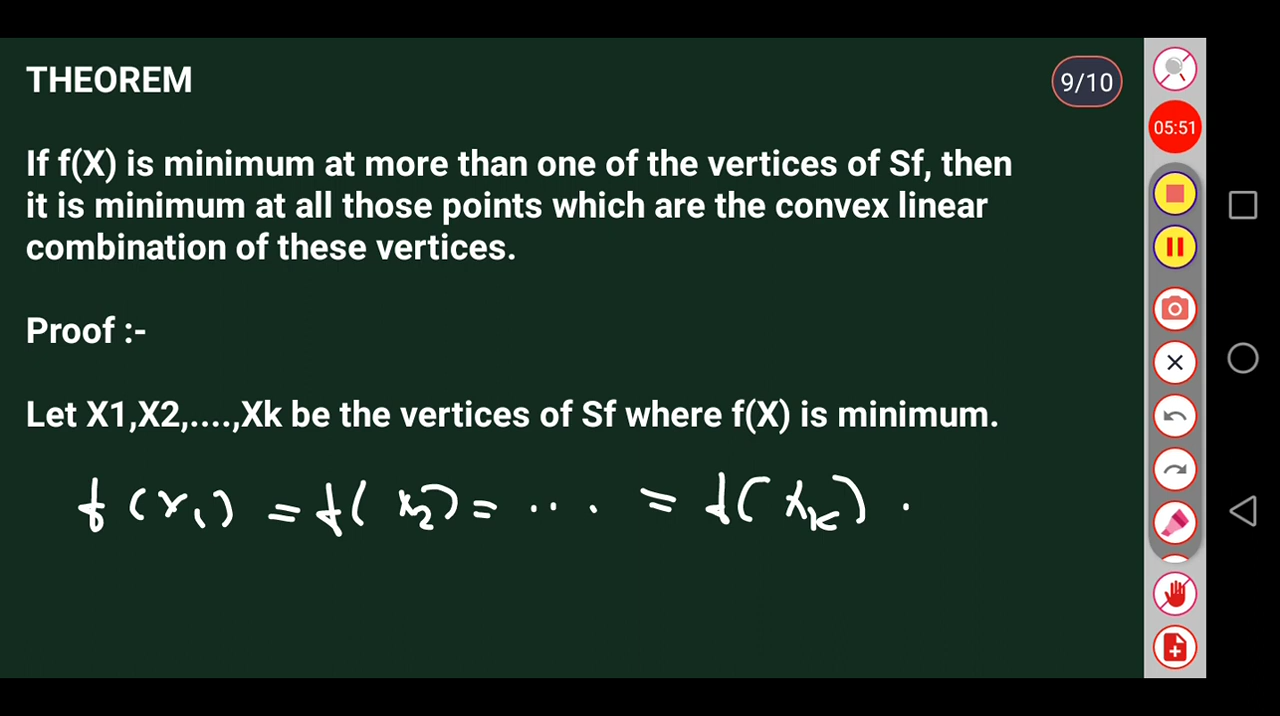 THEOREM
9/10
05:51
If f(X) is minimum at more than one of the vertices of Sf, then
it is minimum at all those points which are the convex linear
combination of these vertices.
Proof :-
Let X1,X2,....,Xk be the vertices of Sf where f(X) is minimum.
f(x₁) = f(x₂) = ... = f(xₖ) .